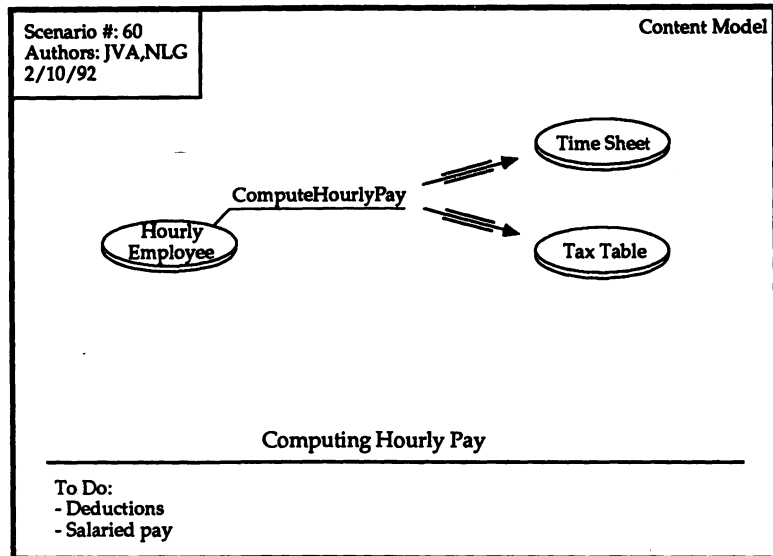 Scenario #: 60
Authors: JVA,NLG
2/10/92
Content Model
Time Sheet
ComputeHourlyPay
Hourly
Employee
Tax Table
Computing Hourly Pay
To Do:
- Deductions
- Salaried pay